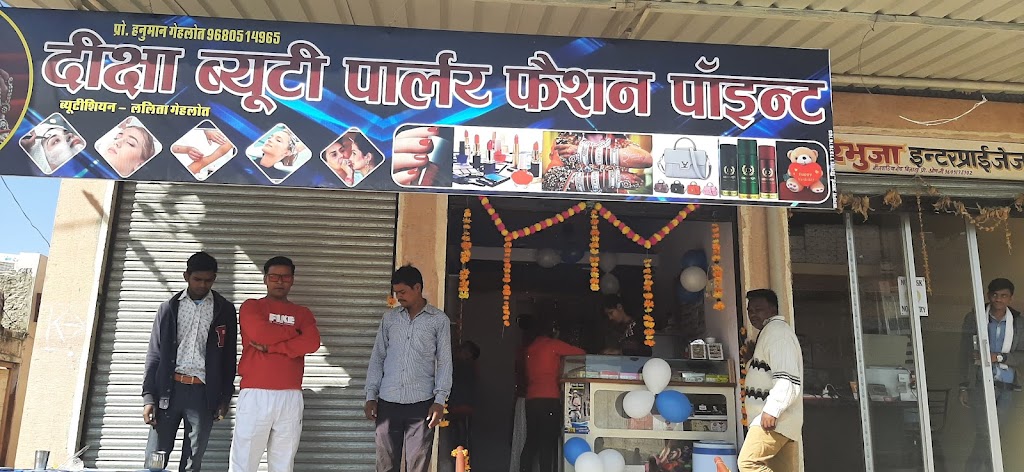 प्रो. हनुमान गेहलोत 9680514965
दीक्षा ब्यूटी पार्लर फैशन पॉइन्ट
ब्यूटीशियन – ललिता गेहलोत
भुजा इन्टरप्राईजेज